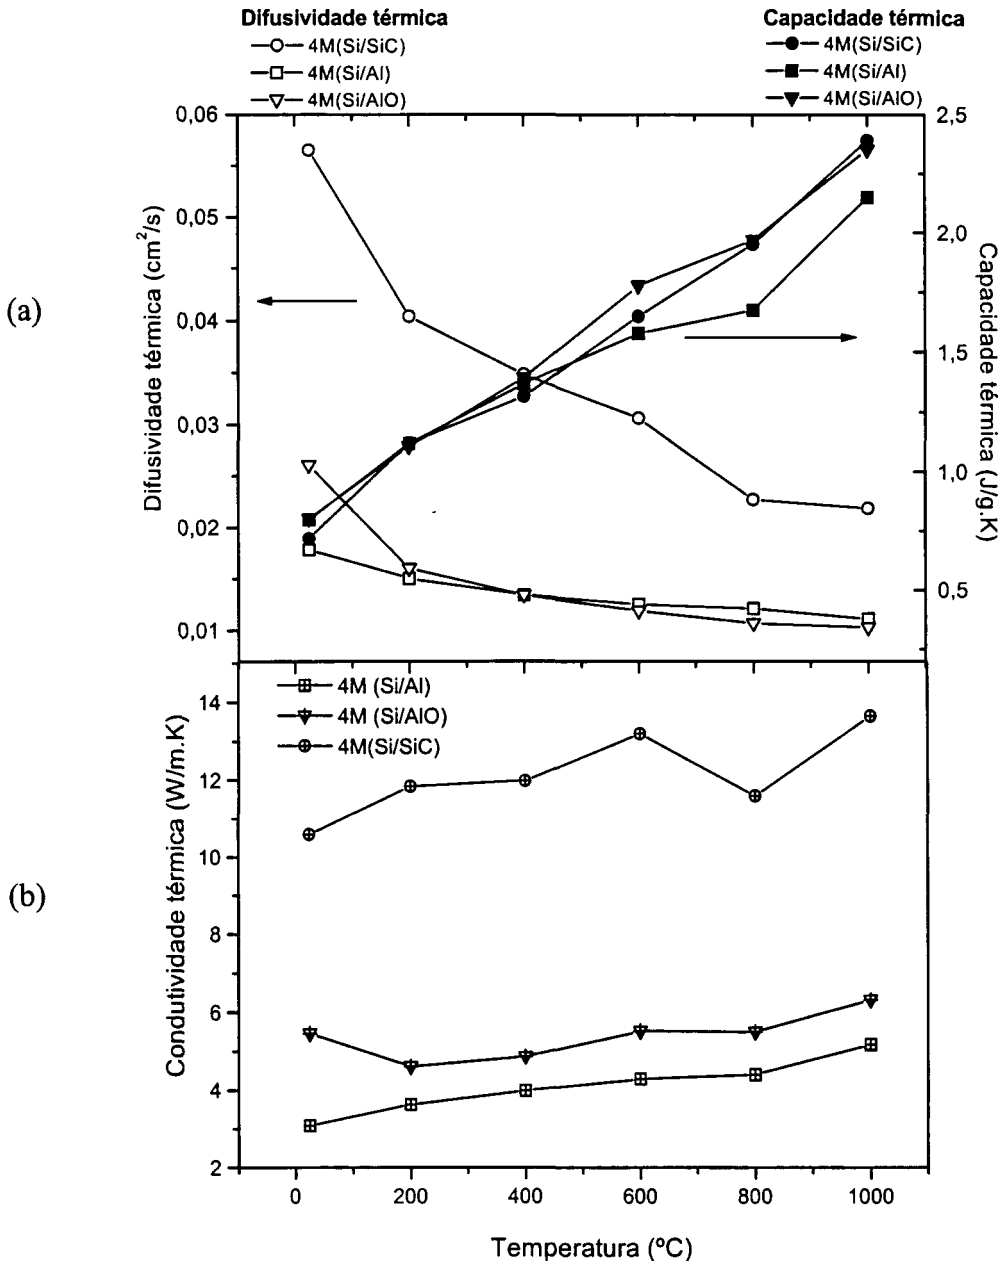 Difusividade térmica
4M(Si/SiC)
4M(Si/Al)
4M(Si/AlO)
Capacidade térmica
4M(Si/SiC)
4M(Si/Al)
4M(Si/AlO)
(a)
Difusividade térmica (cm²/s)
0,06
0,05
0,04
0,03
0,02
0,01
2,5
2,0
1,5
1,0
0,5
Capacidade térmica (J/g.K)
(b)
Condutividade térmica (W/m.K)
4M (Si/Al)
4M (Si/AlO)
4M(Si/SiC)
14
12
10
8
6
4
2
0 200 400 600 800 1000
Temperatura (ºC)